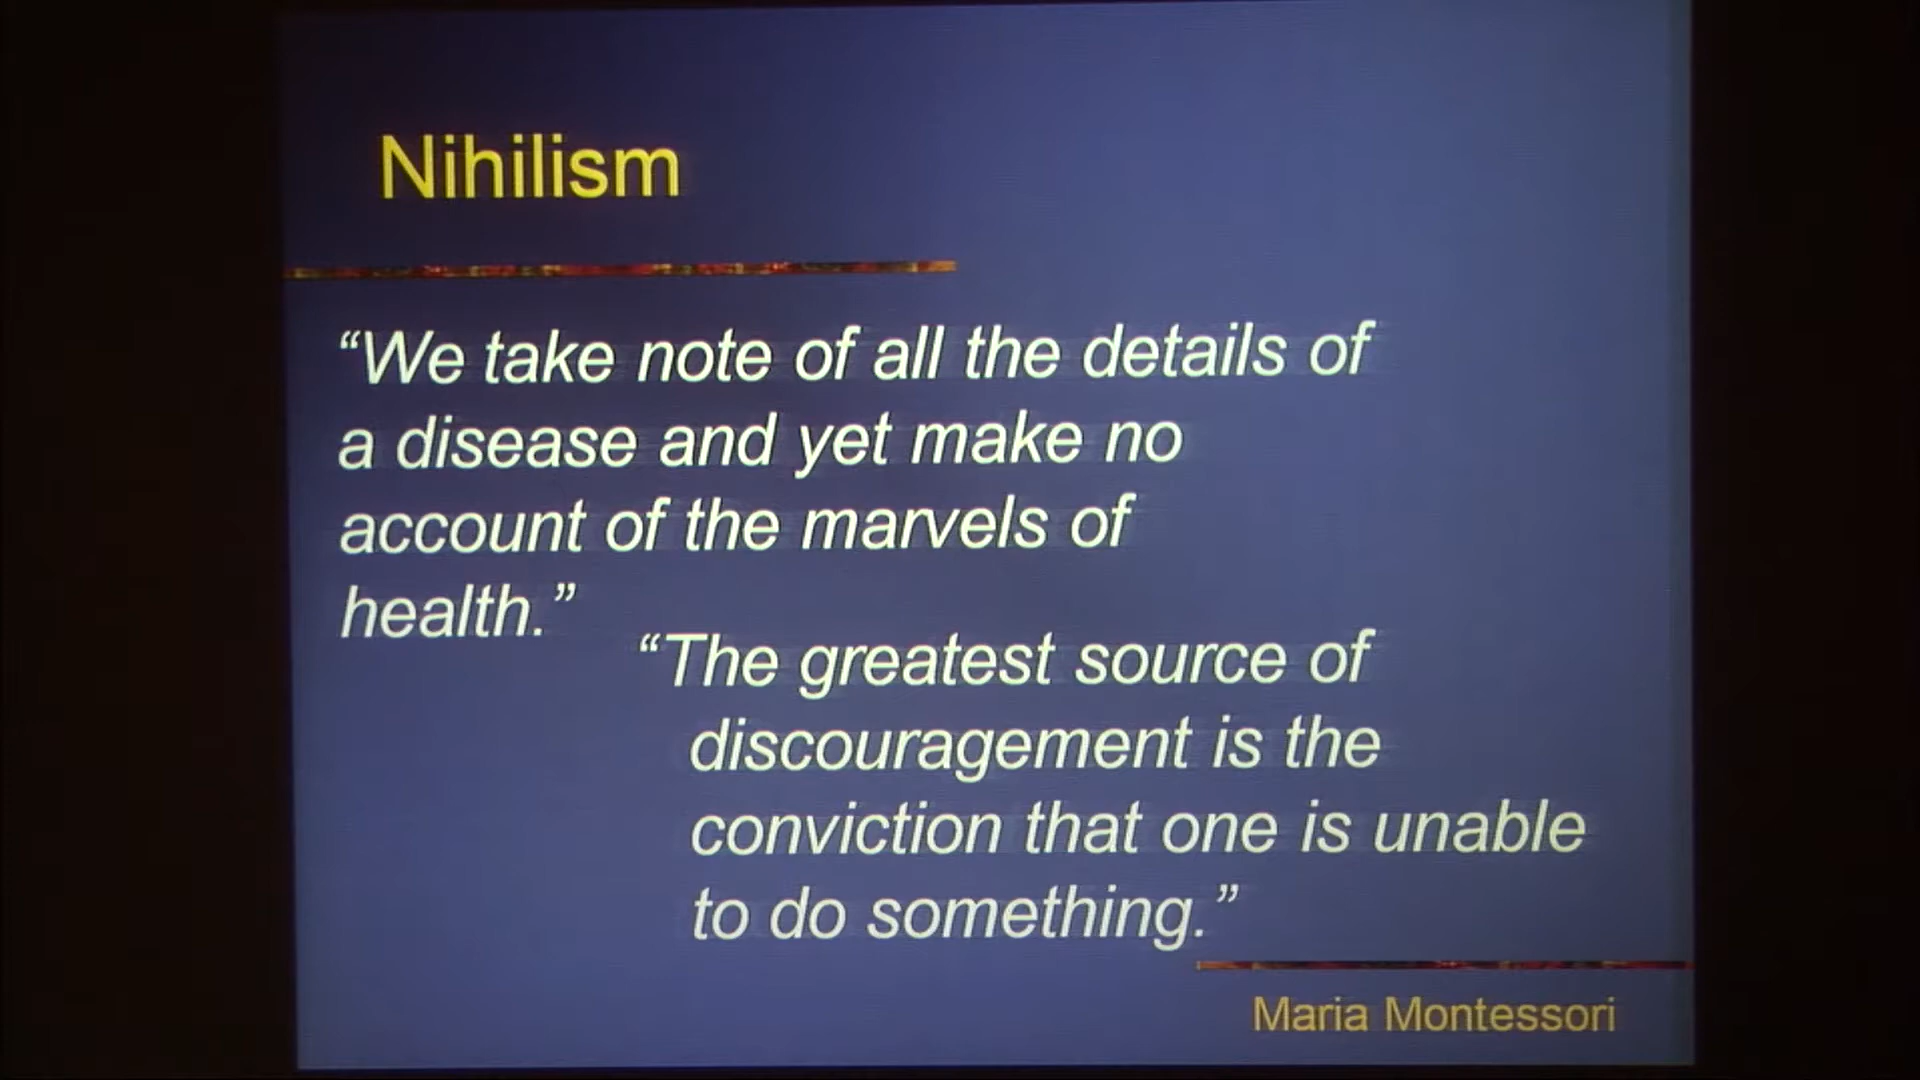 Nihilism
“We take note of all the details of
a disease and yet make no
account of the marvels of
health.”
“The greatest source of
discouragement is the
conviction that one is unable
to do something.”
Maria Montessori